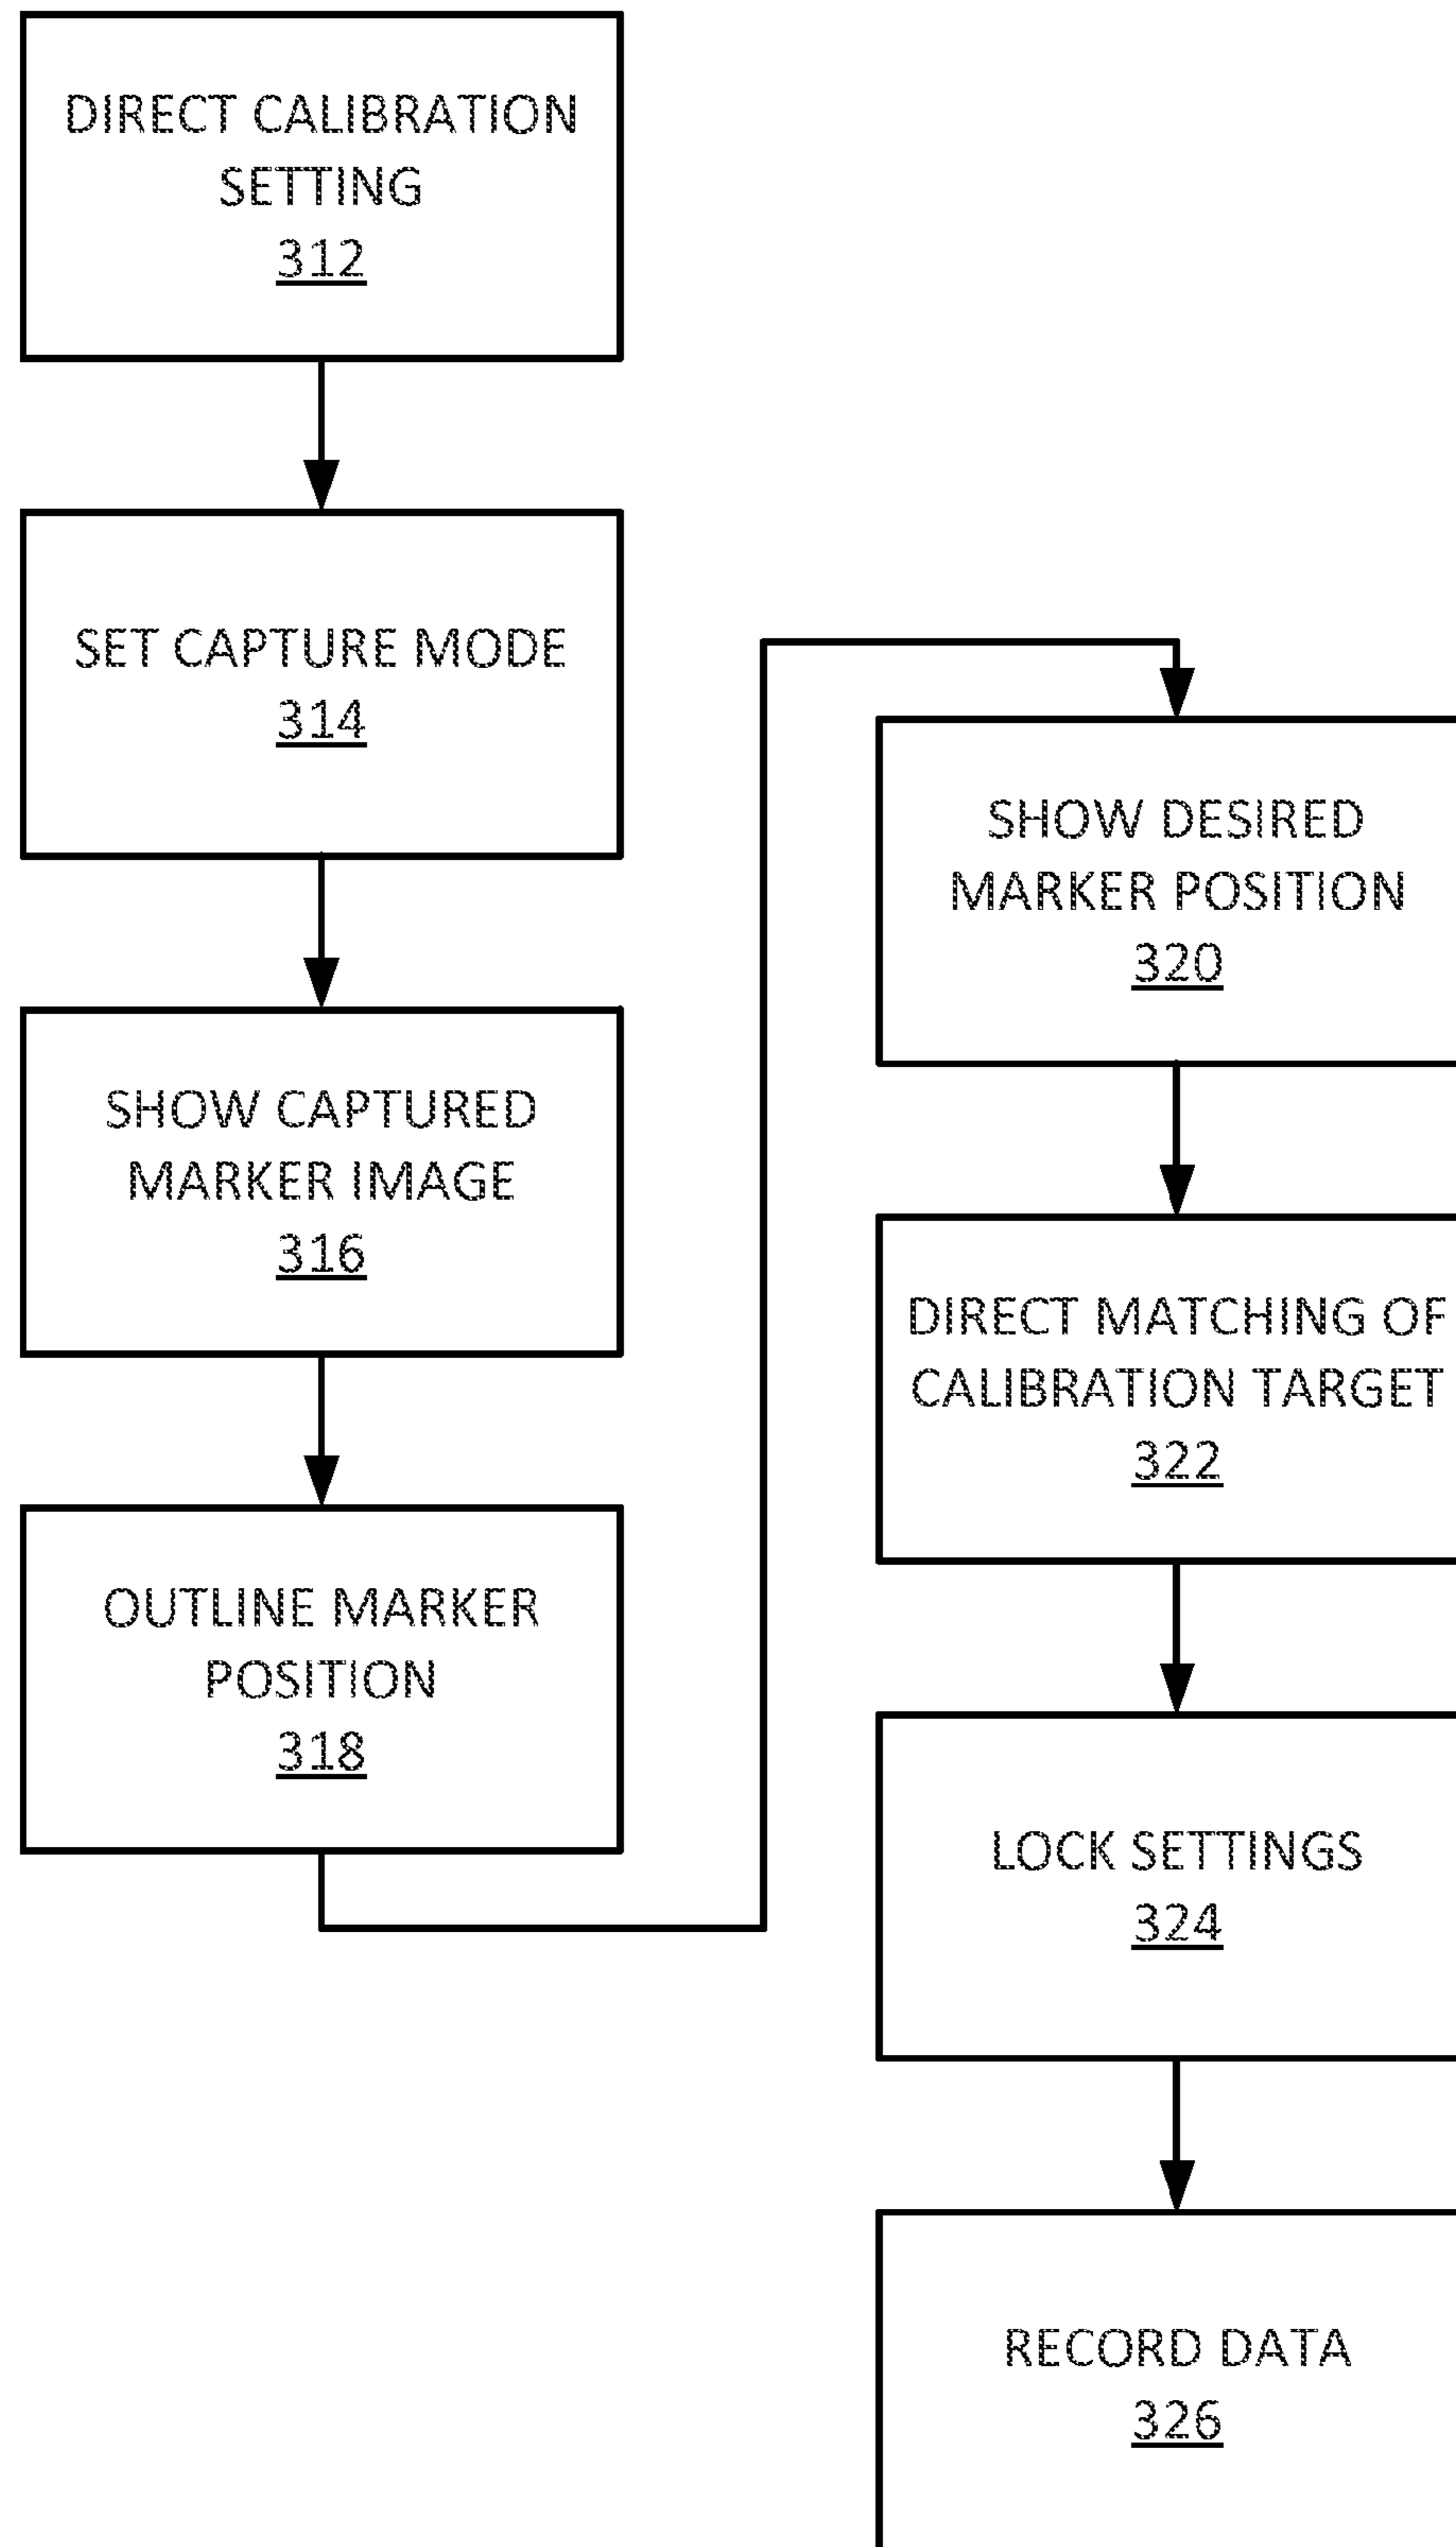 DIRECT CALIBRATION
SETTING
312
SET CAPTURE MODE
314
SHOW CAPTURED
MARKER IMAGE
316
OUTLINE MARKER
POSITION
318
SHOW DESIRED
MARKER POSITION
320
DIRECT MATCHING OF
CALIBRATION TARGET
322
LOCK SETTINGS
324
RECORD DATA
326